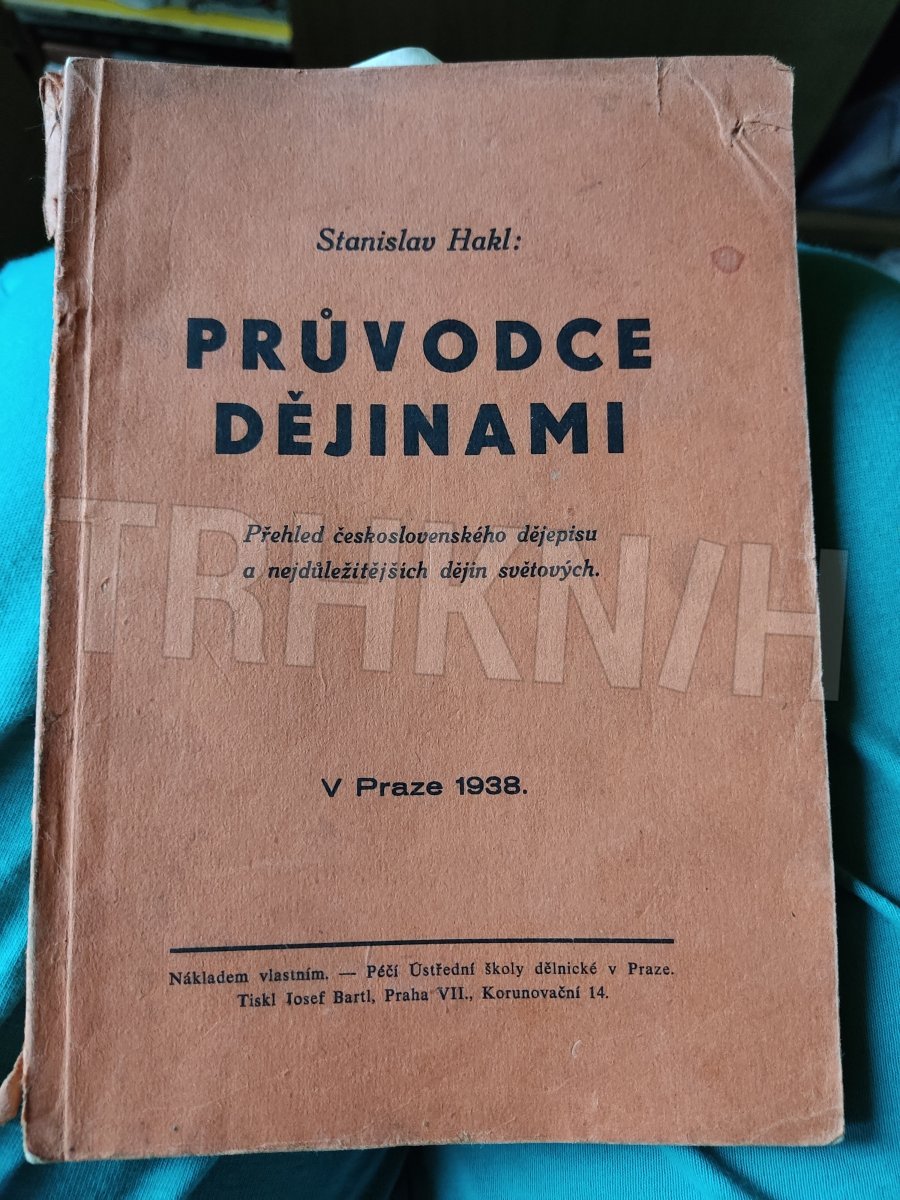 Stanislav Hakl:
PRŮVODCE
DĚJINAMI
Přehled československého dějepisu
a nejdůležitějších dějin světových.
TRHKN/H
V Praze 1938.
Nákladem vlastním. — Péčí Ústřední školy dělnické v Praze.
Tiskl Josef Bartl, Praha VII., Korunovační 14.